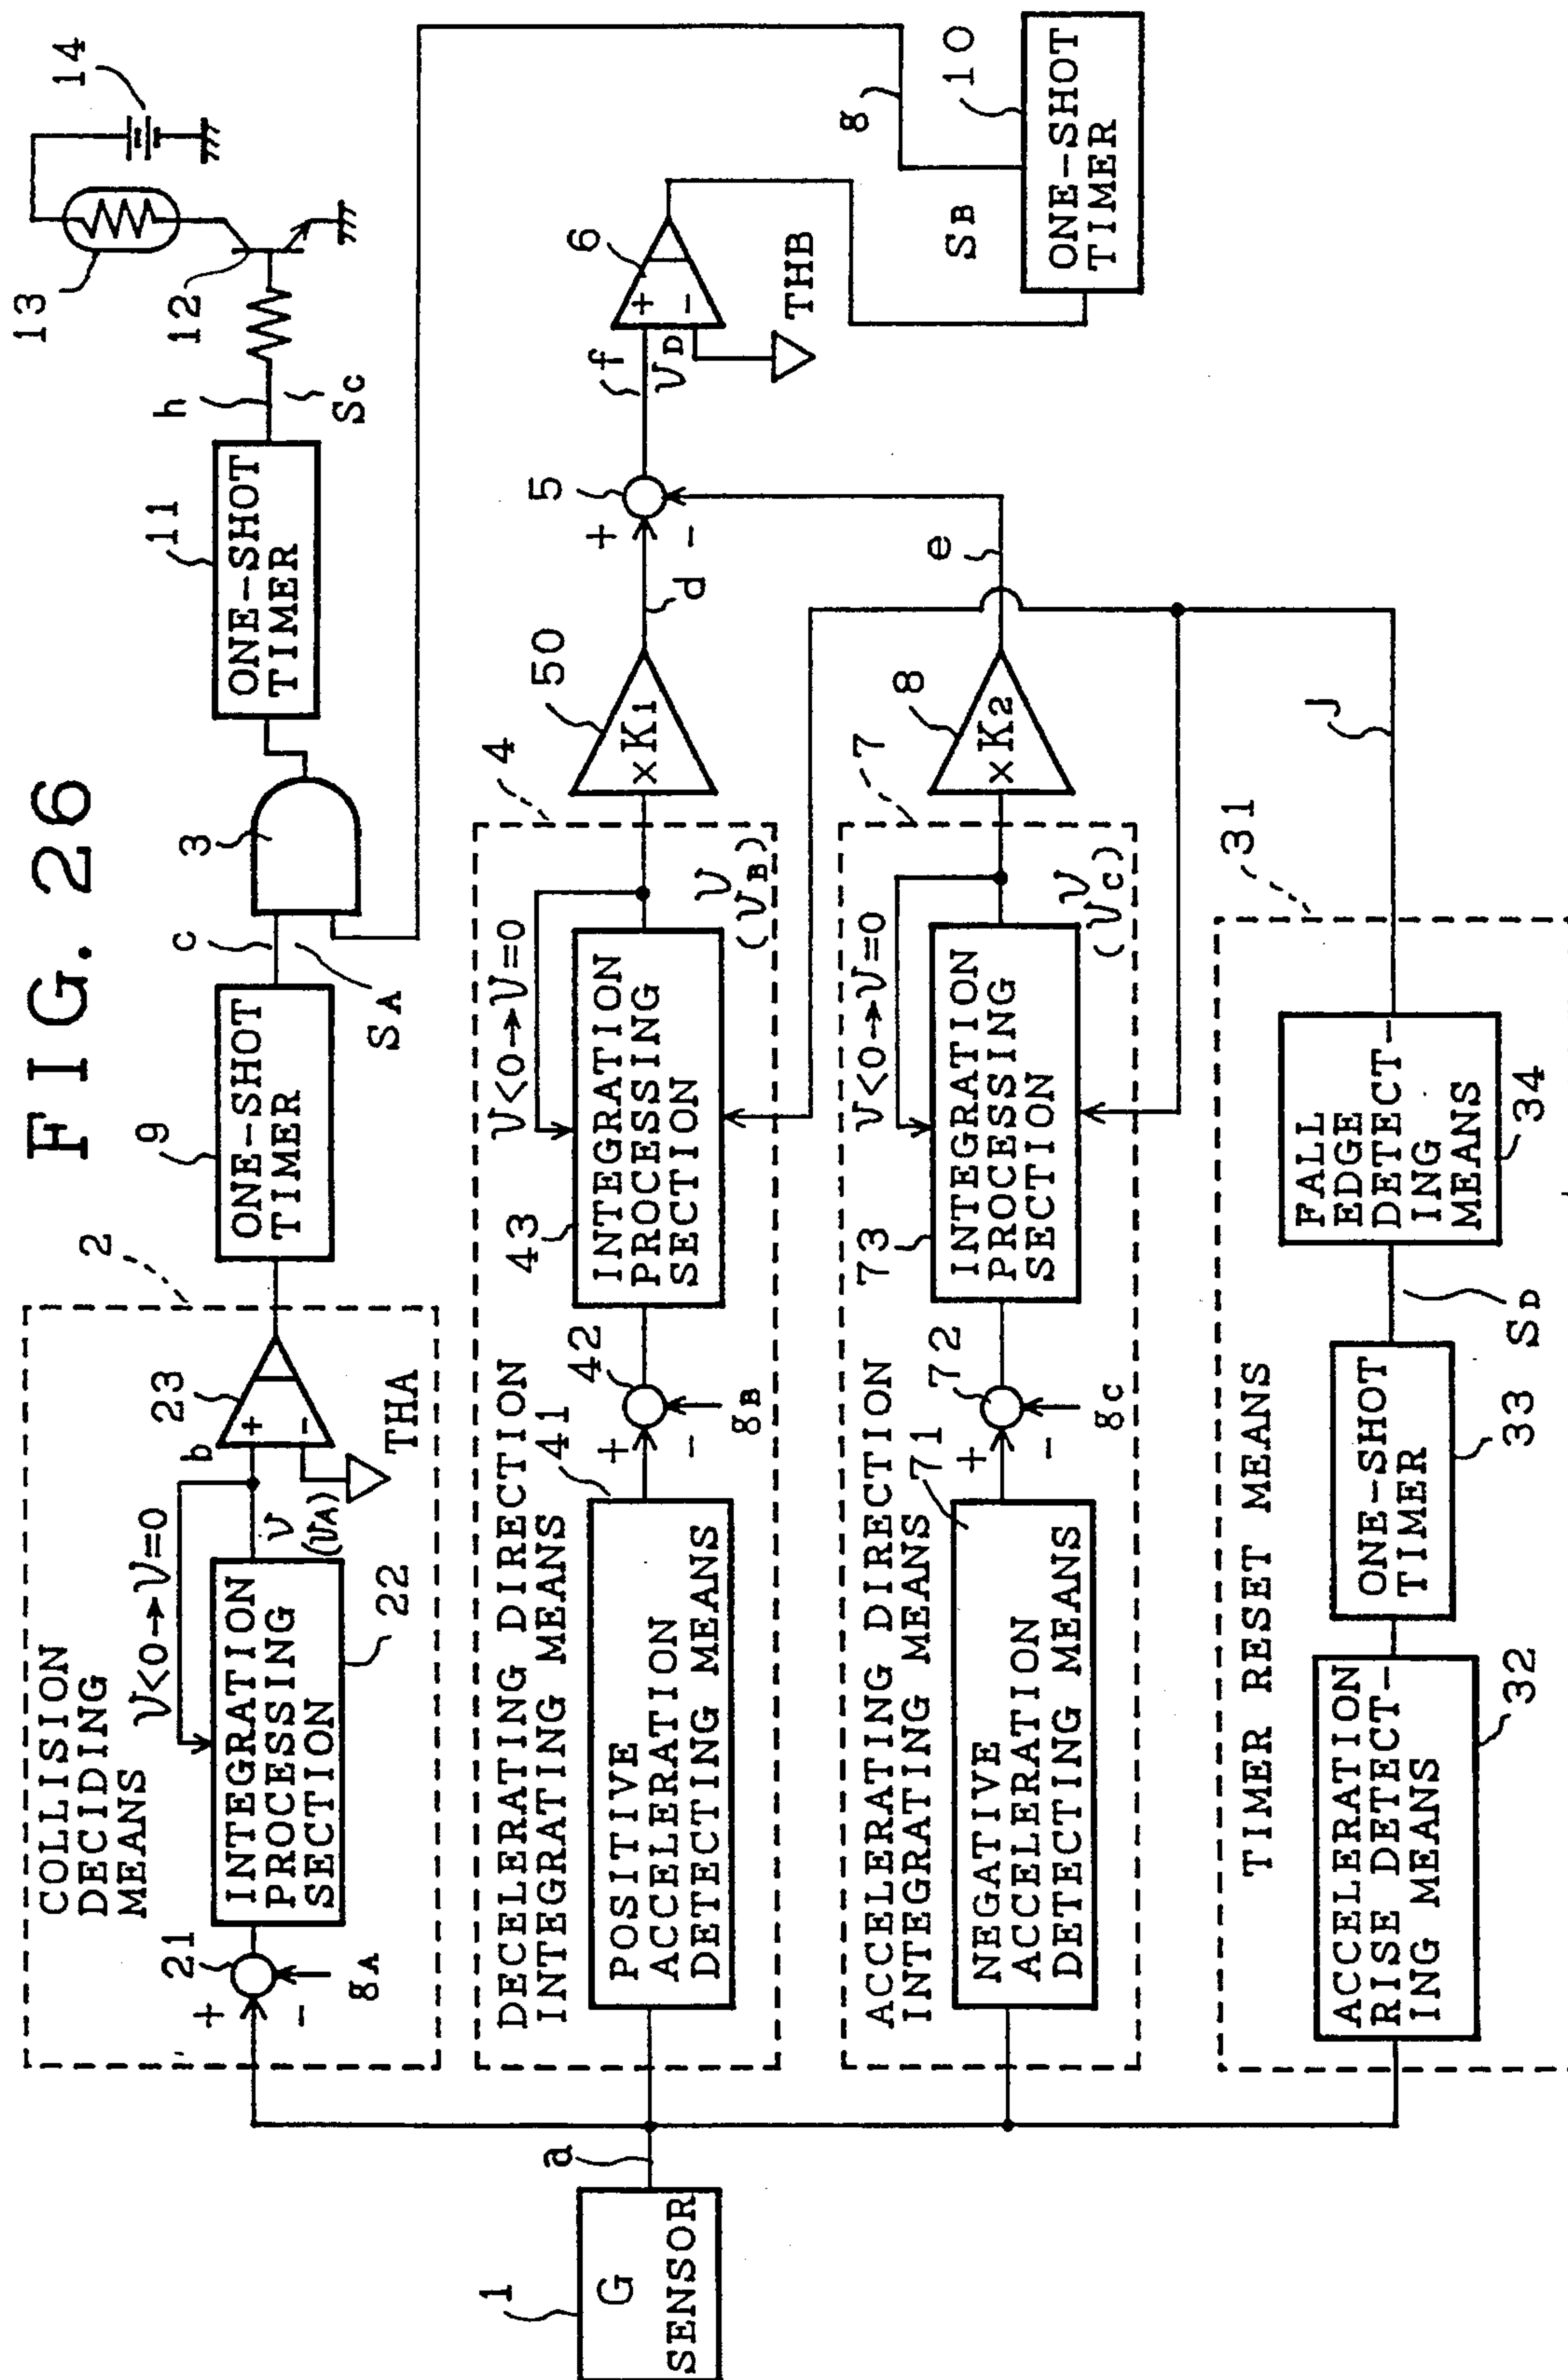 FIG. 26
1
G
SENSOR
a
COLLISION
DECIDING
MEANS
2
21
+
-
gA
INTEGRATION
PROCESSING
SECTION
22
V<0→V=0
V
(VA)
b
23
+
-
THA
9
ONE-SHOT
TIMER
c
SA
3
11
ONE-SHOT
TIMER
h
Sc
12
13
14
DECELERATING DIRECTION
INTEGRATING MEANS
4
41
POSITIVE
ACCELERATION
DETECTING MEANS
+
-
42
gB
43
INTEGRATION
PROCESSING
SECTION
V<0→V=0
V
(VB)
50
×K1
d
+
-
5
f
VD
6
+
-
THB
SB
g
10
ONE-SHOT
TIMER
ACCELERATING DIRECTION
INTEGRATING MEANS
7
71
NEGATIVE
ACCELERATION
DETECTING MEANS
+
-
72
gC
73
INTEGRATION
PROCESSING
SECTION
V<0→V=0
V
(VC)
8
×K2
e
TIMER RESET MEANS
31
ACCELERATION
RISE DETECT-
ING MEANS
32
ONE-SHOT
TIMER
33
SD
FALL
EDGE
DETECT-
ING
MEANS
34
J